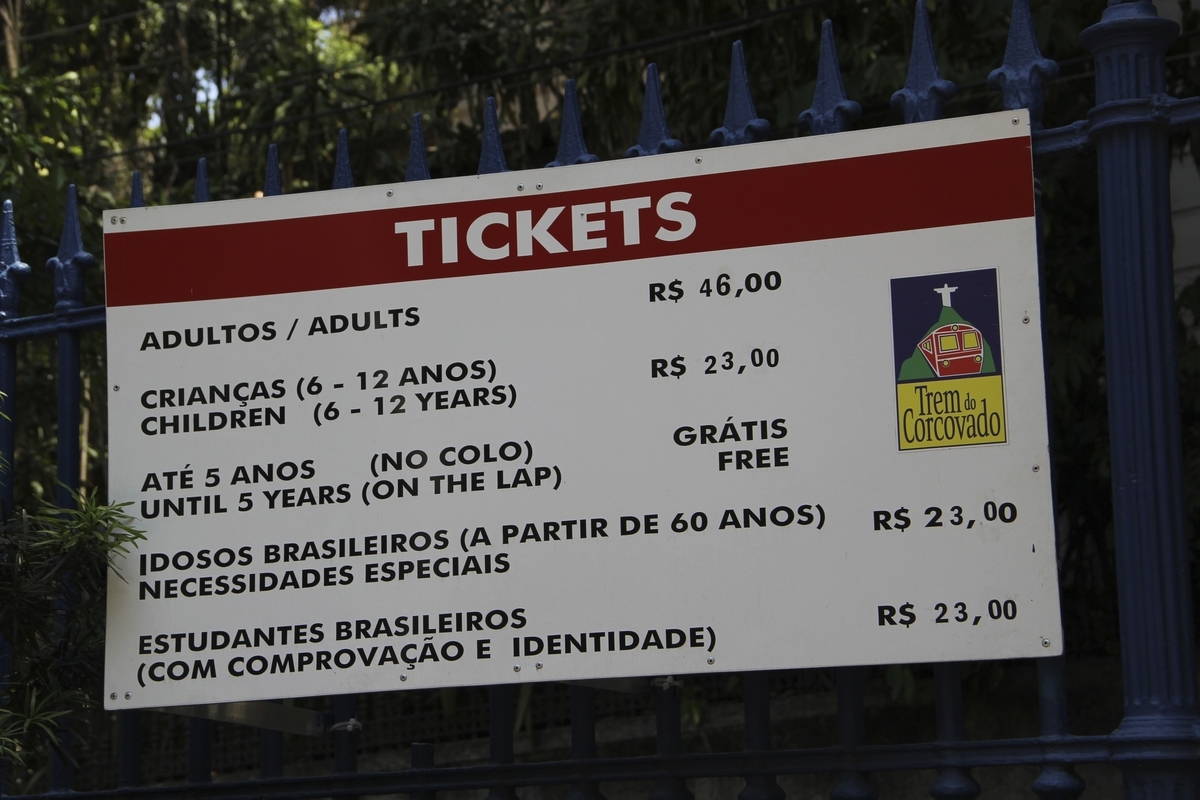 TICKETS
ADULTOS / ADULTS R$ 46,00
CRIANÇAS (6 - 12 ANOS) R$ 23,00
CHILDREN (6 - 12 YEARS)
ATÉ 5 ANOS (NO COLO) GRÁTIS
UNTIL 5 YEARS (ON THE LAP) FREE
IDOSOS BRASILEIROS (A PARTIR DE 60 ANOS) R$ 23,00
NECESSIDADES ESPECIAIS
ESTUDANTES BRASILEIROS R$ 23,00
(COM COMPROVAÇÃO E IDENTIDADE)
Trem do
Corcovado